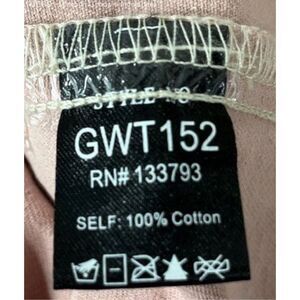 STYLE NO
GWT152
RN# 133793
SELF: 100% Cotton